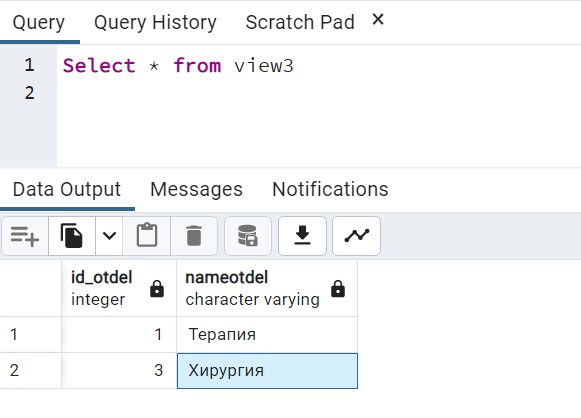 Query Query History Scratch Pad ×
1 Select * from view3
2
Data Output Messages Notifications
id_otdel nameotdel
integer character varying
1 1 Терапия
2 3 Хирургия